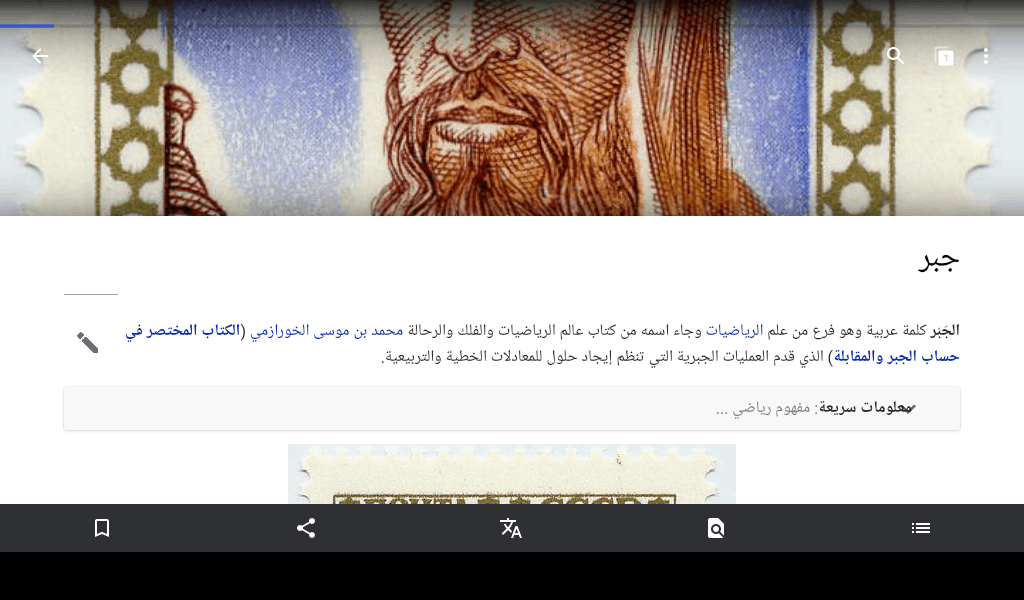 1
جبر
الجَبْر كلمة عربية وهو فرع من علم الرياضيات وجاء اسمه من كتاب عالم الرياضيات والفلك والرحالة محمد بن موسى الخورازمي (الكتاب المختصر في
حساب الجبر والمقابلة) الذي قدم العمليات الجبرية التي تنظم إيجاد حلول للمعادلات الخطية والتربيعية.
معلومات سريعة: مفهوم رياضي ...